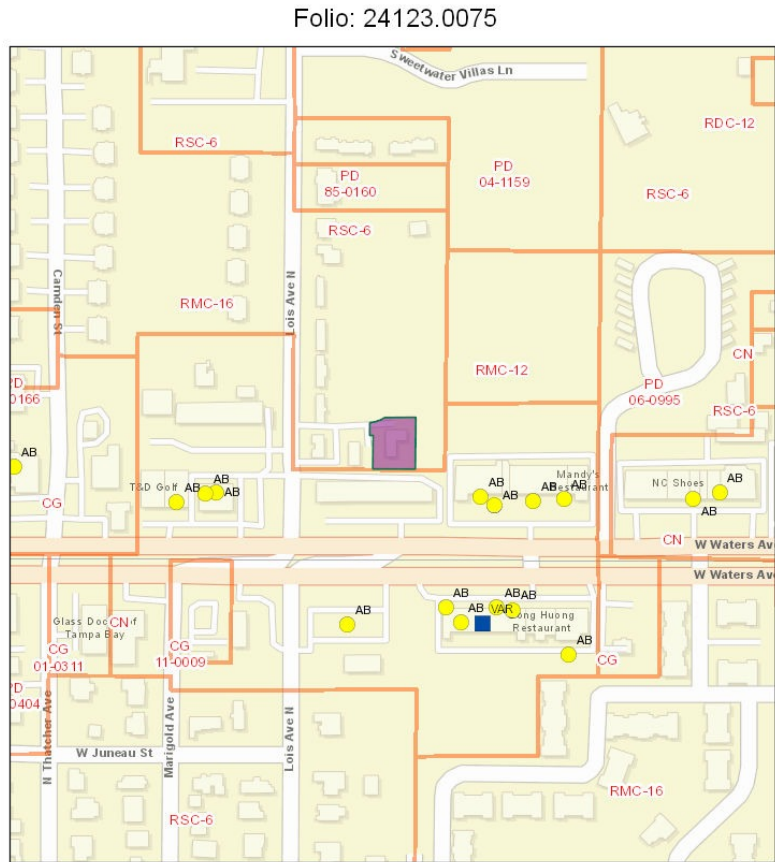 Folio: 24123.0075
Sweetwater Villas Ln
RDC-12
RSC-6
PD
04-1159
PD
85-0160
RSC-6
RSC-6
Camden St
Lois Ave N
RMC-16
CN
RMC-12
PD
0166
PD
06-0995
RSC-6
AB
T&D Golf
AB
AB
AB
AB
AB
AB
AB
Mandy's
Restaurant
NC Shoes
AB
AB
CG
CN
W Waters Ave
W Waters Ave
AB
AB
AB
AB
AB
VAR
Restaurant
AB
CN
Tampa Bay
CG
01-0311
CG
11-0009
CG
PD
0404
N Thatcher Ave
Marigold Ave
Lois Ave N
W Juneau St
RMC-16
RSC-6